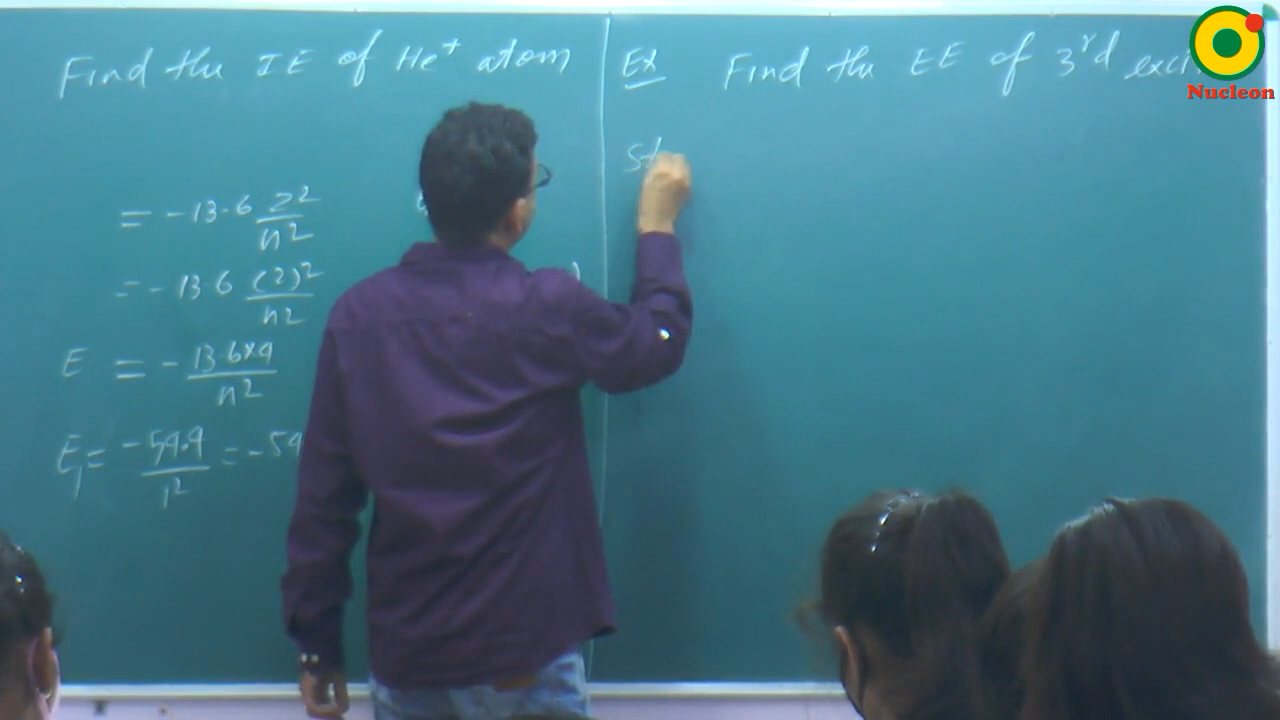 Find the IE of He+ atom
= -13.6 Z²/n²
= - 13.6 (2)²/n²
E = - 13.6×4/n²
E₁ = -54.4/1² = -54
Ex Find the EE of 3rd exci
Nucleon